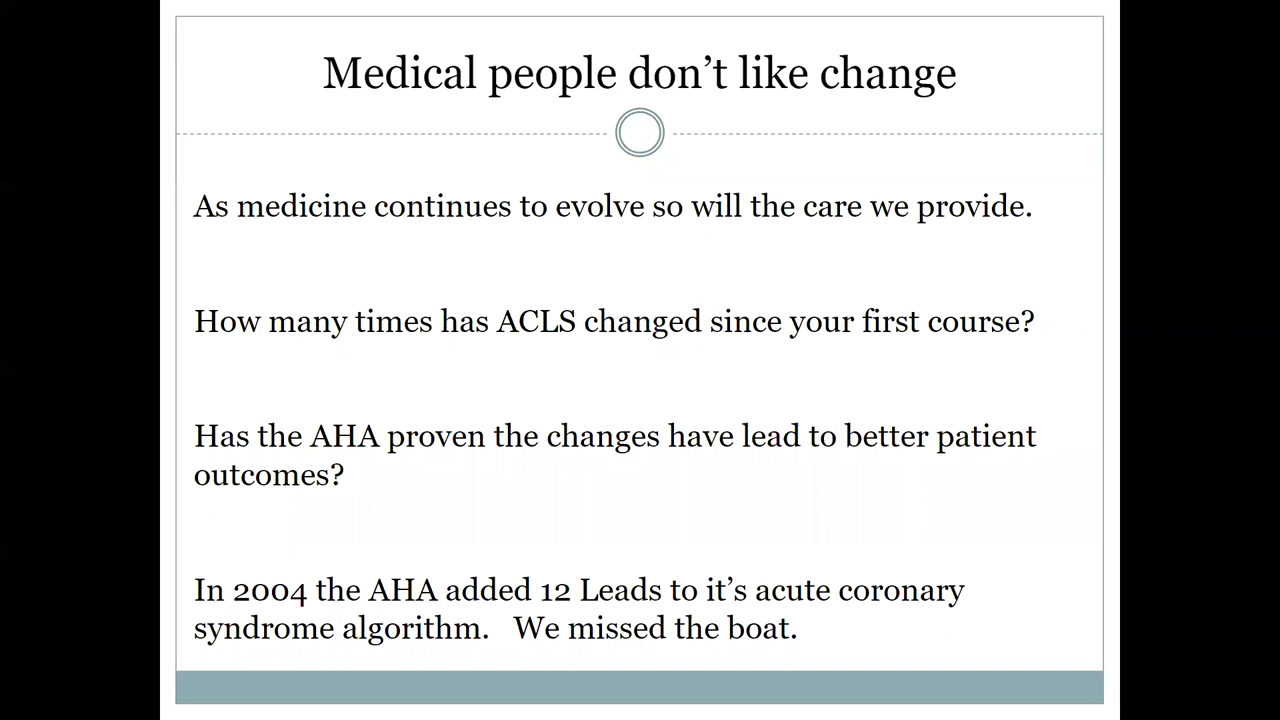 Medical people don’t like change
As medicine continues to evolve so will the care we provide.
How many times has ACLS changed since your first course?
Has the AHA proven the changes have lead to better patient
outcomes?
In 2004 the AHA added 12 Leads to it’s acute coronary
syndrome algorithm.   We missed the boat.